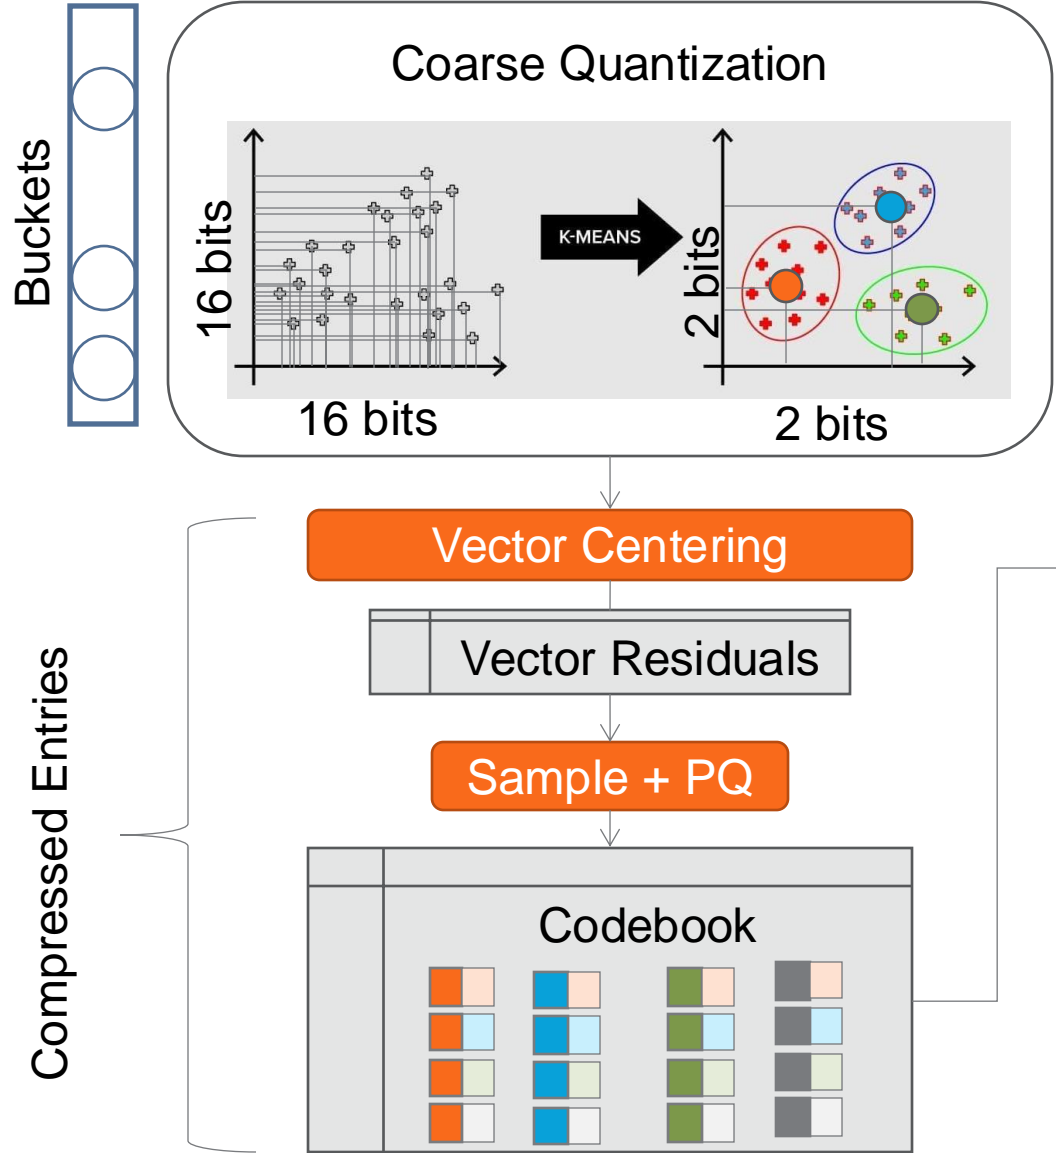 Buckets
Coarse Quantization
16 bits
K-MEANS
2 bits
16 bits
2 bits
Compressed Entries
Vector Centering
Vector Residuals
Sample + PQ
Codebook